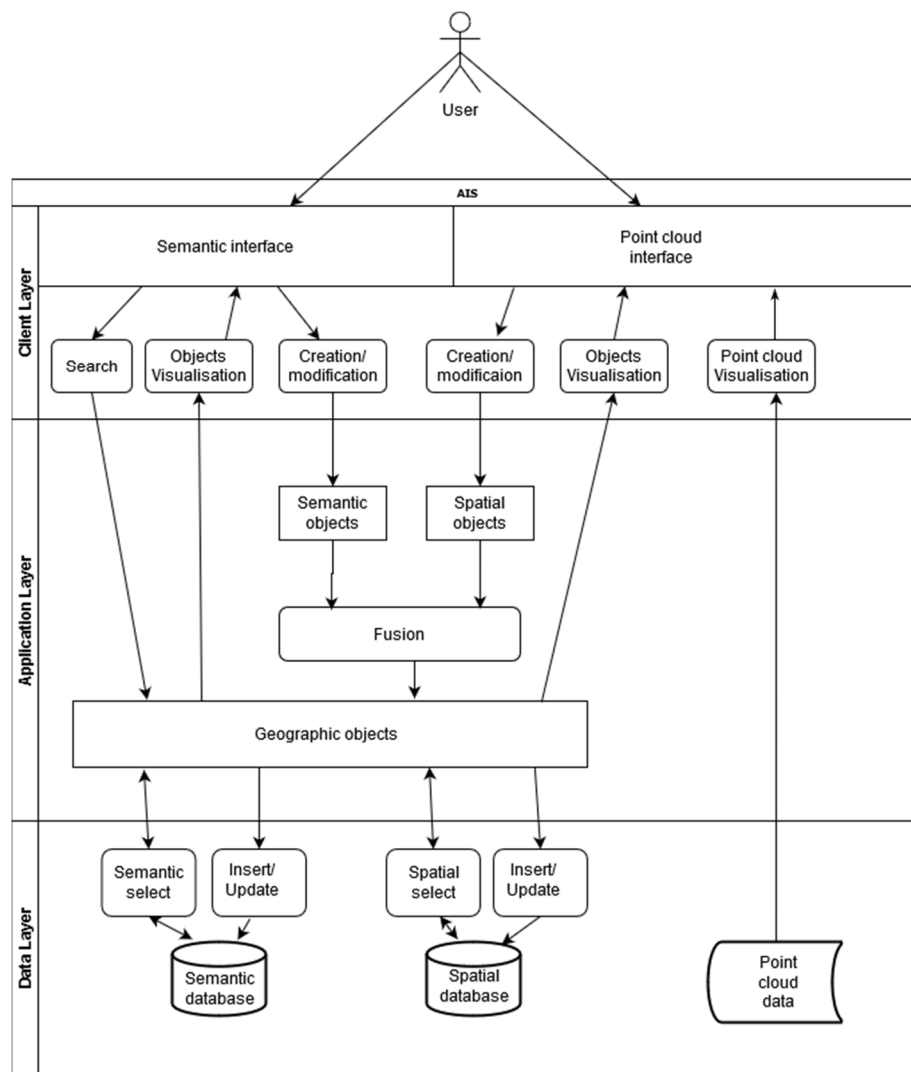 User
AIS
Client Layer
Semantic interface
Point cloud
interface
Search
Objects
Visualisation
Creation/
modification
Creation/
modificaion
Objects
Visualisation
Point cloud
Visualisation
Application Layer
Semantic
objects
Spatial
objects
Fusion
Geographic objects
Data Layer
Semantic
select
Insert/
Update
Spatial
select
Insert/
Update
Semantic
database
Spatial
database
Point
cloud
data